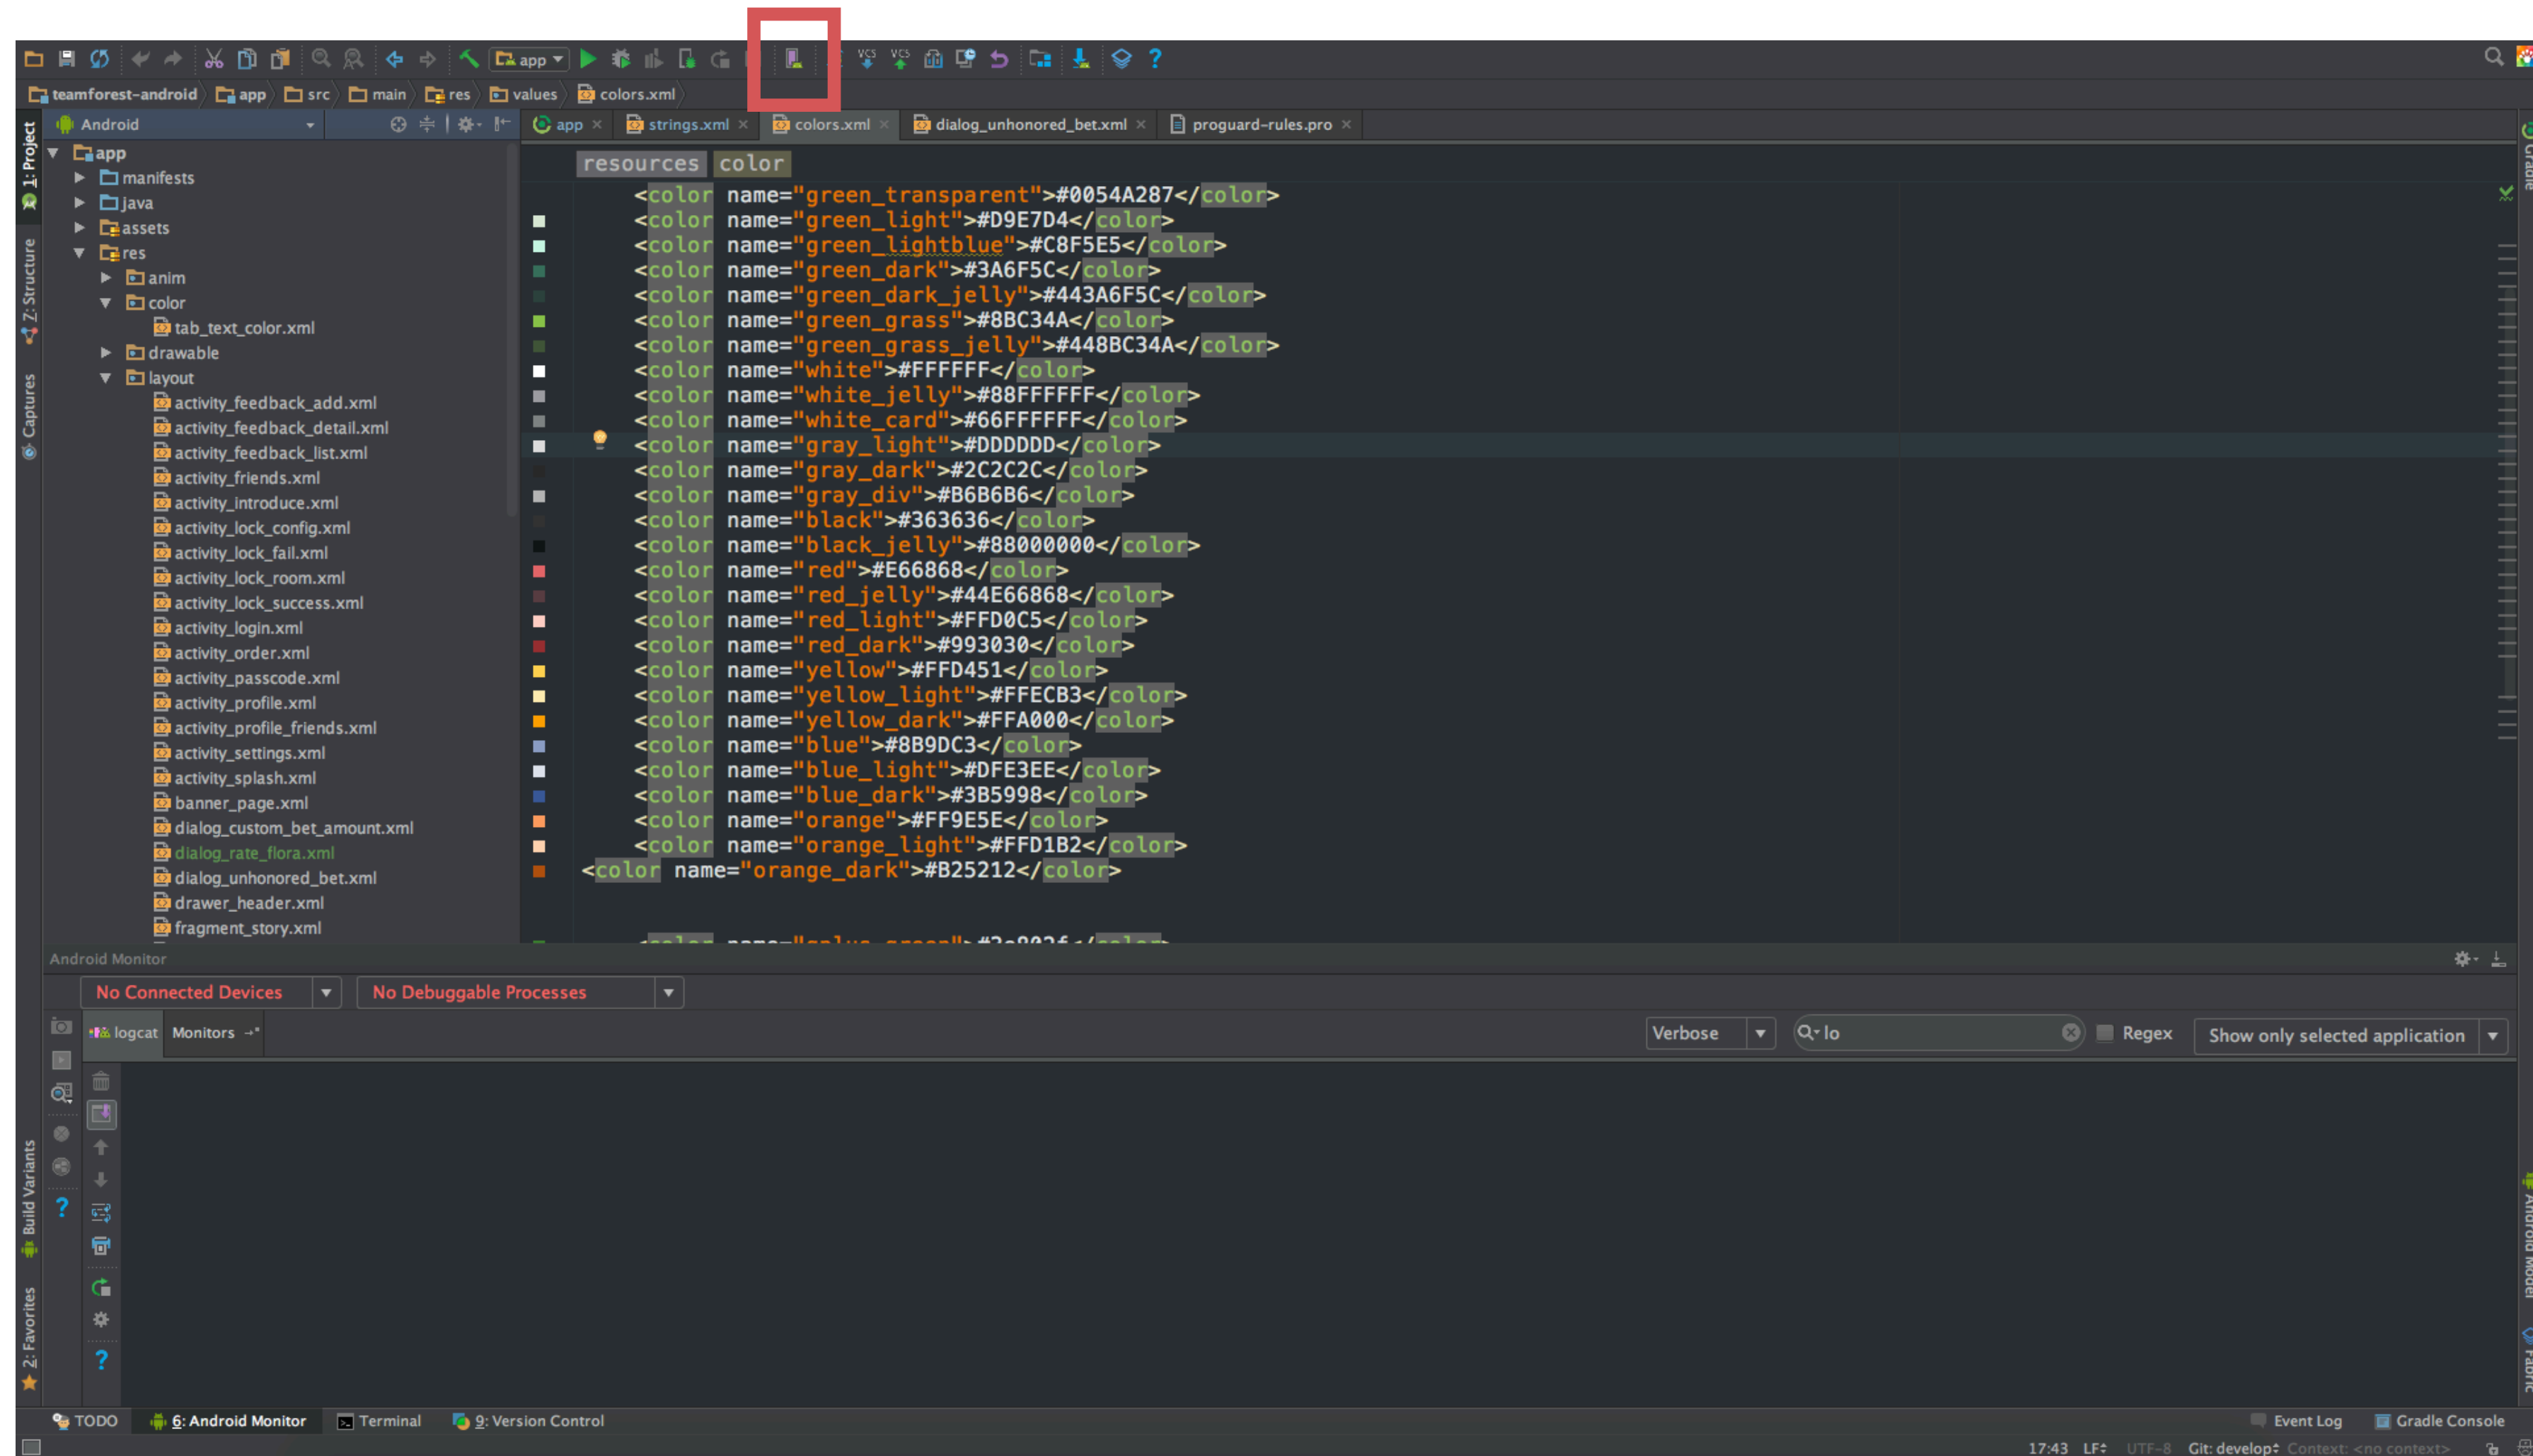 app
VCS VCS
teamforest-android app src main res values colors.xml
1: Project
Z: Structure
Captures
Build Variants
2: Favorites
Android
app
manifests
java
assets
res
anim
color
tab_text_color.xml
drawable
layout
activity_feedback_add.xml
activity_feedback_detail.xml
activity_feedback_list.xml
activity_friends.xml
activity_introduce.xml
activity_lock_config.xml
activity_lock_fail.xml
activity_lock_room.xml
activity_lock_success.xml
activity_login.xml
activity_order.xml
activity_passcode.xml
activity_profile.xml
activity_profile_friends.xml
activity_settings.xml
activity_splash.xml
banner_page.xml
dialog_custom_bet_amount.xml
dialog_rate_flora.xml
dialog_unhonored_bet.xml
drawer_header.xml
fragment_story.xml
app strings.xml colors.xml dialog_unhonored_bet.xml proguard-rules.pro
resources color
<color name="green_transparent">#0054A287</color>
<color name="green_light">#D9E7D4</color>
<color name="green_lightblue">#C8F5E5</color>
<color name="green_dark">#3A6F5C</color>
<color name="green_dark_jelly">#443A6F5C</color>
<color name="green_grass">#8BC34A</color>
<color name="green_grass_jelly">#448BC34A</color>
<color name="white">#FFFFFF</color>
<color name="white_jelly">#88FFFFFF</color>
<color name="white_card">#66FFFFFF</color>
<color name="gray_light">#DDDDDD</color>
<color name="gray_dark">#2C2C2C</color>
<color name="gray_div">#B6B6B6</color>
<color name="black">#363636</color>
<color name="black_jelly">#88000000</color>
<color name="red">#E66868</color>
<color name="red_jelly">#44E66868</color>
<color name="red_light">#FFD0C5</color>
<color name="red_dark">#993030</color>
<color name="yellow">#FFD451</color>
<color name="yellow_light">#FFECB3</color>
<color name="yellow_dark">#FFA000</color>
<color name="blue">#8B9DC3</color>
<color name="blue_light">#DFE3EE</color>
<color name="blue_dark">#3B5998</color>
<color name="orange">#FF9E5E</color>
<color name="orange_light">#FFD1B2</color>
<color name="orange_dark">#B25212</color>
Gradle
Android Model
Fabric
Android Monitor
No Connected Devices No Debuggable Processes
logcat Monitors Verbose lo Regex Show only selected application
TODO 6: Android Monitor Terminal 9: Version Control Event Log Gradle Console
17:43 LF UTF-8 Git: develop Context: <no context>